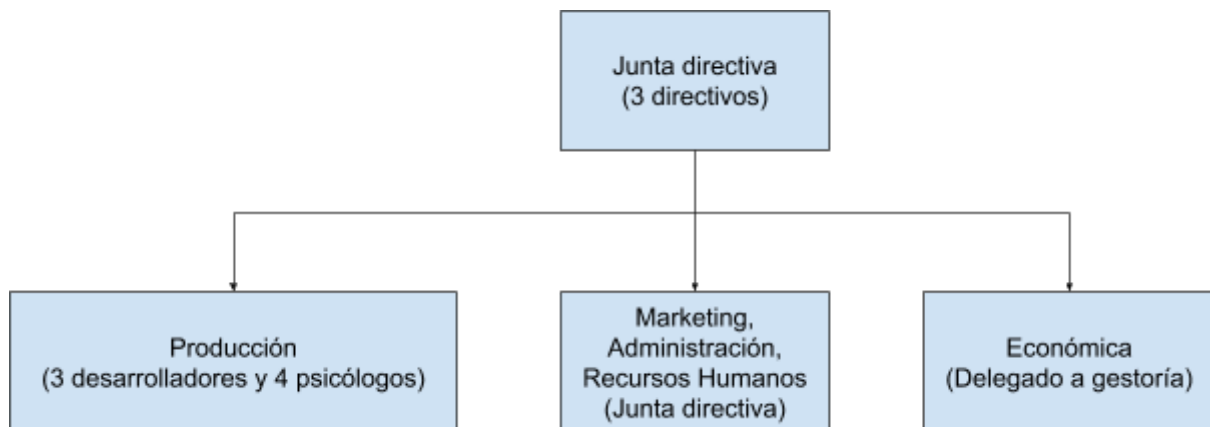 Junta directiva
(3 directivos)
Producción
(3 desarrolladores y 4 psicólogos)
Marketing,
Administración,
Recursos Humanos
(Junta directiva)
Económica
(Delegado a gestoría)